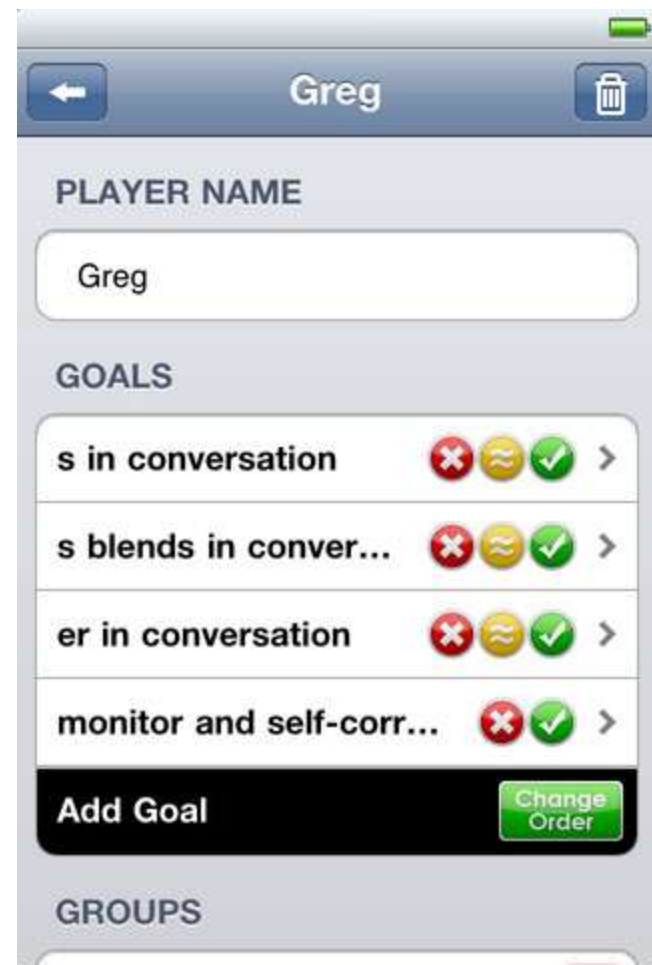 Greg
PLAYER NAME
Greg
GOALS
s in conversation
s blends in conver...
er in conversation
monitor and self-corr...
Add Goal
Change
Order
GROUPS